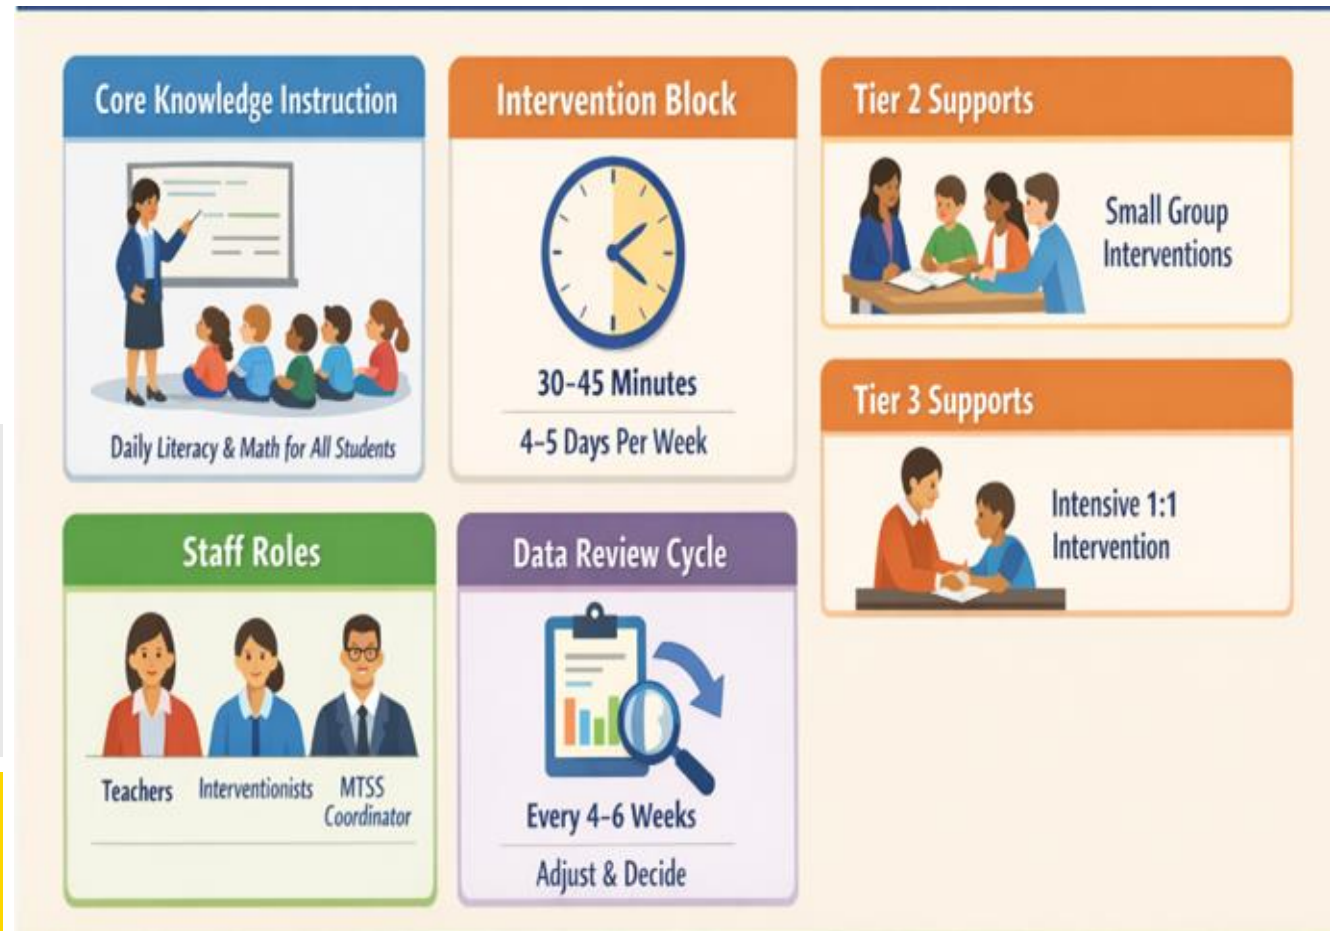 Core Knowledge Instruction
Daily Literacy & Math for All Students
Intervention Block
30–45 Minutes
4–5 Days Per Week
Tier 2 Supports
Small Group
Interventions
Tier 3 Supports
Intensive 1:1
Intervention
Staff Roles
Teachers
Interventionists
MTSS
Coordinator
Data Review Cycle
Every 4–6 Weeks
Adjust & Decide